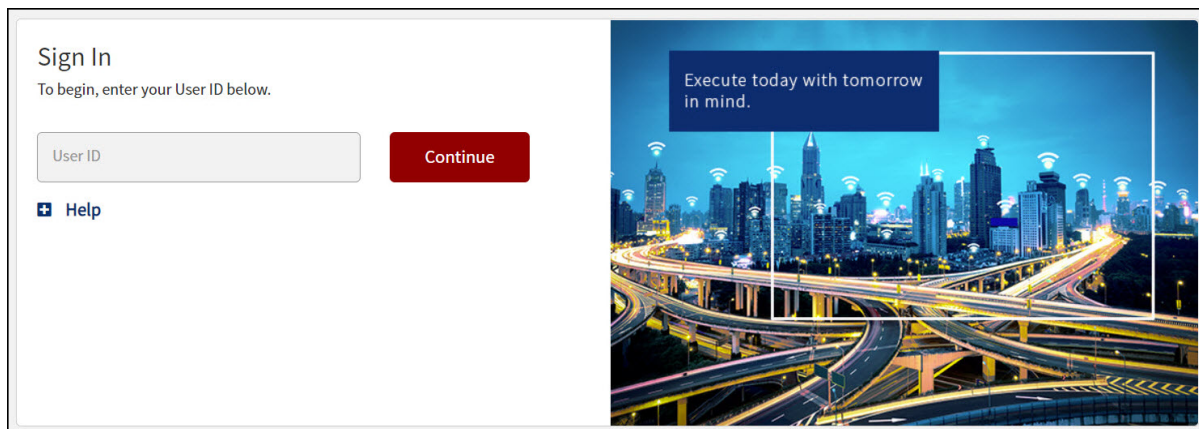 Sign In
To begin, enter your User ID below.
User ID
Continue
Help
Execute today with tomorrow
in mind.